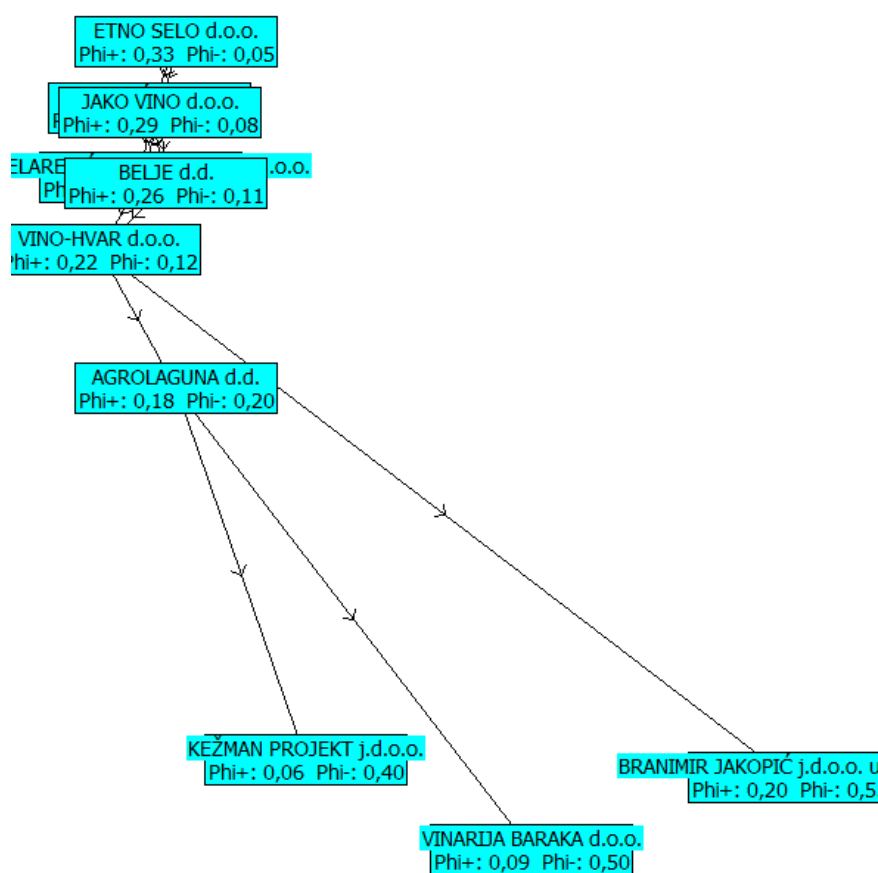 ETNO SELO d.o.o.
Phi+: 0,33 Phi-: 0,05
JAKO VINO d.o.o.
Phi+: 0,29 Phi-: 0,08
BELJE d.d.
Phi+: 0,26 Phi-: 0,11
VINO-HVAR d.o.o.
Phi+: 0,22 Phi-: 0,12
AGROLAGUNA d.d.
Phi+: 0,18 Phi-: 0,20
KEŽMAN PROJEKT j.d.o.o.
Phi+: 0,06 Phi-: 0,40
BRANIMIR JAKOPIĆ j.d.o.o. u
Phi+: 0,20 Phi-: 0,5
VINARIJA BARAKA d.o.o.
Phi+: 0,09 Phi-: 0,50